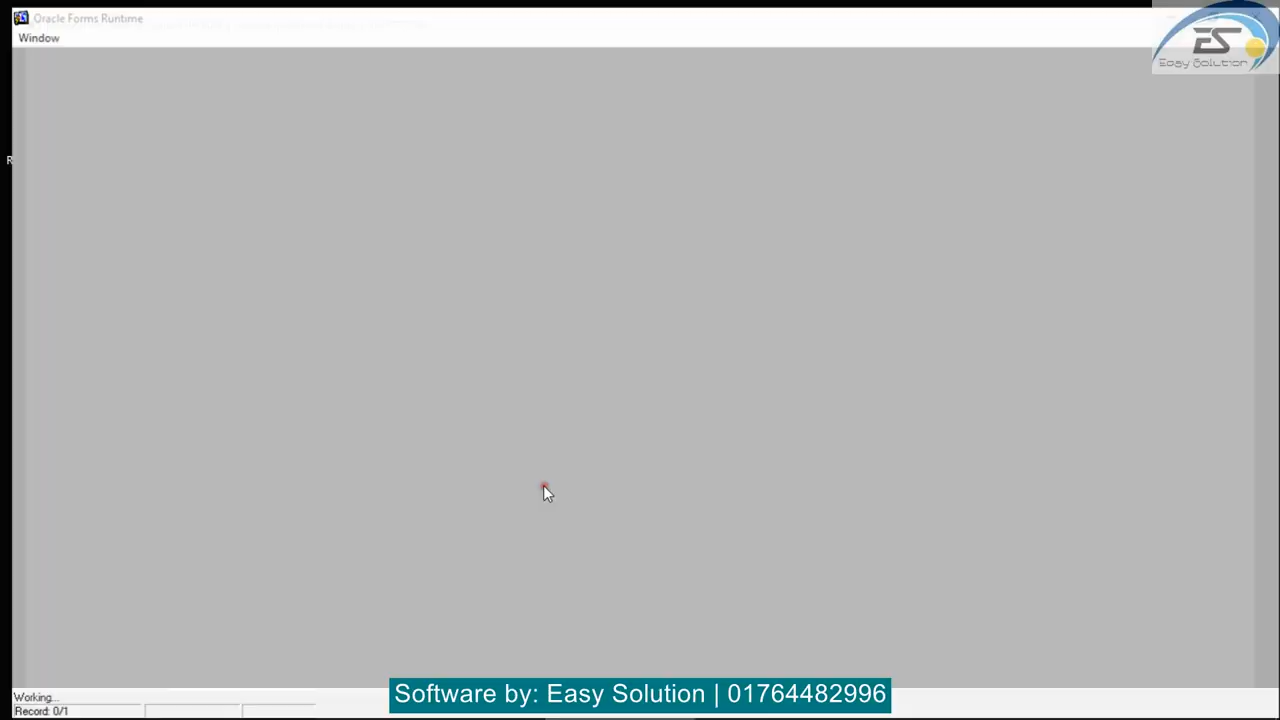 Oracle Forms Runtime
Window
ES
Easy Solution
R
Working...
Record: 0/1
Software by: Easy Solution | 01764482996